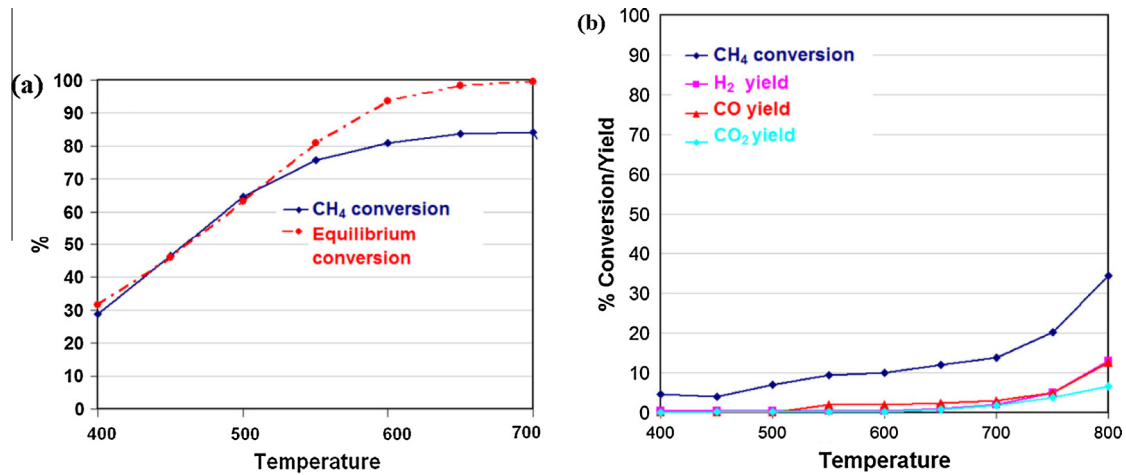 (a)
100
90
80
70
60
50
40
30
20
10
0
%
CH₄ conversion
Equilibrium
conversion
400 500 600 700
Temperature
(b)
100
90
80
70
60
50
40
30
20
10
0
% Conversion/Yield
CH₄ conversion
H₂ yield
CO yield
CO₂ yield
400 500 600 700 800
Temperature